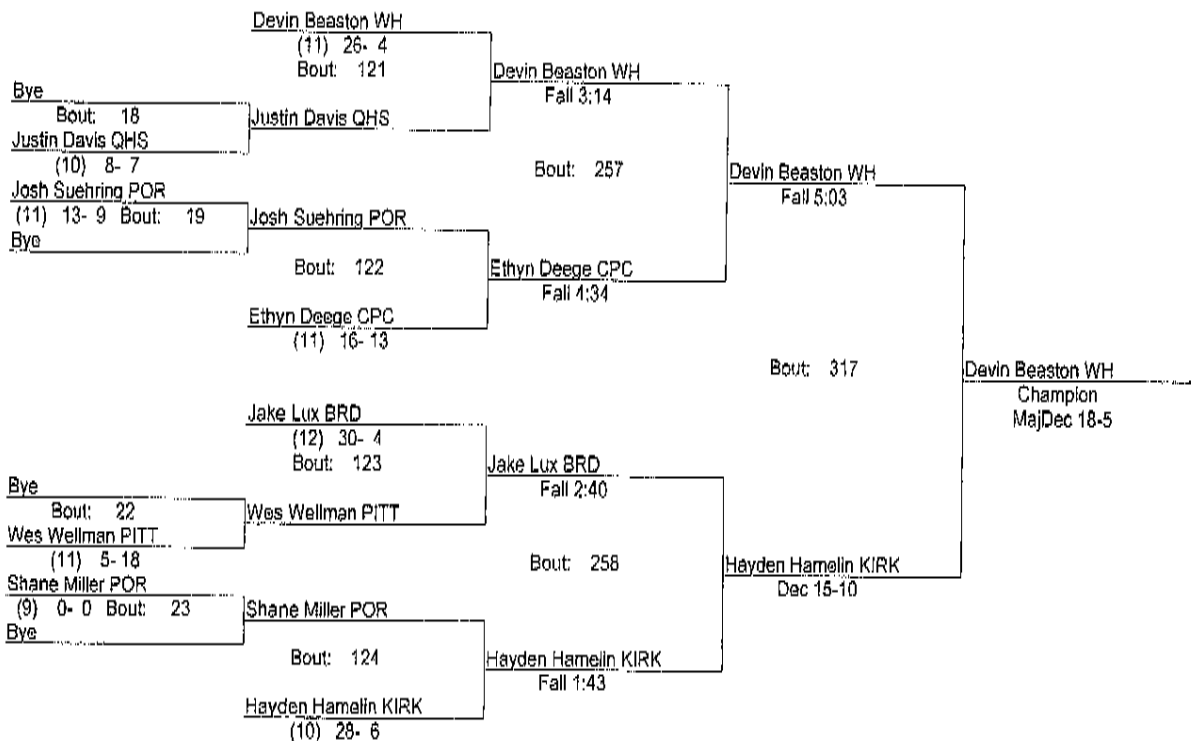 Devin Beaston WH
(11) 26- 4
Bout: 121
Devin Beaston WH
Fall 3:14
Bye
Bout: 18
Justin Davis QHS
Justin Davis QHS
(10) 8- 7
Bout: 257
Devin Beaston WH
Fall 5:03
Josh Suehring POR
(11) 13- 9 Bout: 19
Josh Suehring POR
Bye
Bout: 122
Ethyn Deege CPC
Fall 4:34
Ethyn Deege CPC
(11) 16- 13
Bout: 317
Devin Beaston WH
Champion
MajDec 18-5
Jake Lux BRD
(12) 30- 4
Bout: 123
Jake Lux BRD
Fall 2:40
Bye
Bout: 22
Wes Wellman PITT
Wes Wellman PITT
(11) 5- 18
Bout: 258
Hayden Hamelin KIRK
Dec 15-10
Shane Miller POR
(9) 0- 0 Bout: 23
Shane Miller POR
Bye
Bout: 124
Hayden Hamelin KIRK
Fall 1:43
Hayden Hamelin KIRK
(10) 28- 6